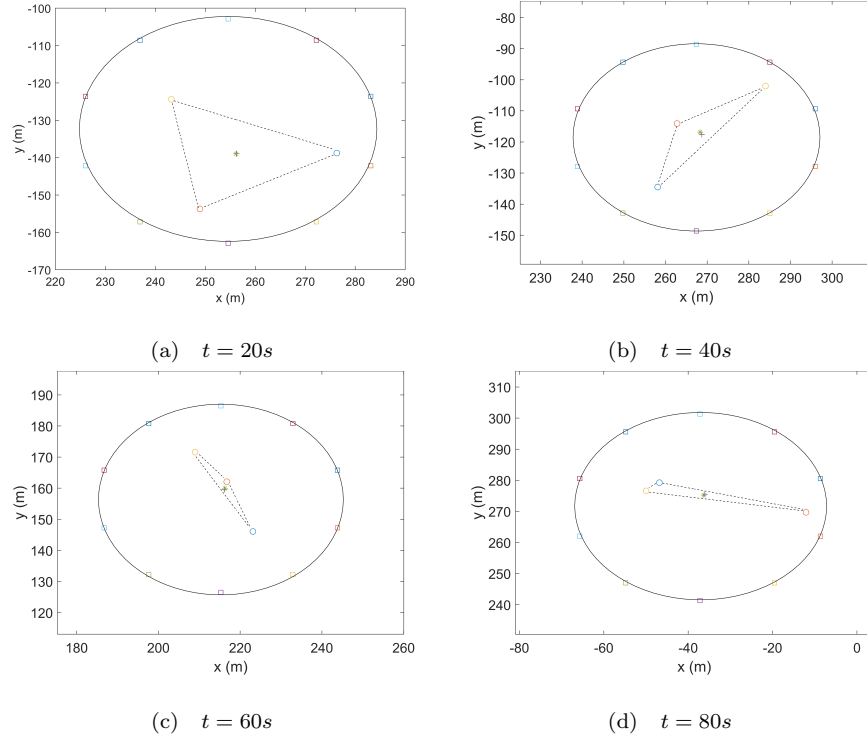 -100
-110
-120
-130
-140
-150
-160
-170
y (m)
220 230 240 250 260 270 280 290
x (m)
-80
-90
-100
-110
-120
-130
-140
-150
y (m)
230 240 250 260 270 280 290 300
x (m)
(a) t = 20s
(b) t = 40s
190
180
170
160
150
140
130
120
y (m)
180 200 220 240 260
x (m)
310
300
290
280
270
260
250
240
y (m)
-80 -60 -40 -20 0
x (m)
(c) t = 60s
(d) t = 80s